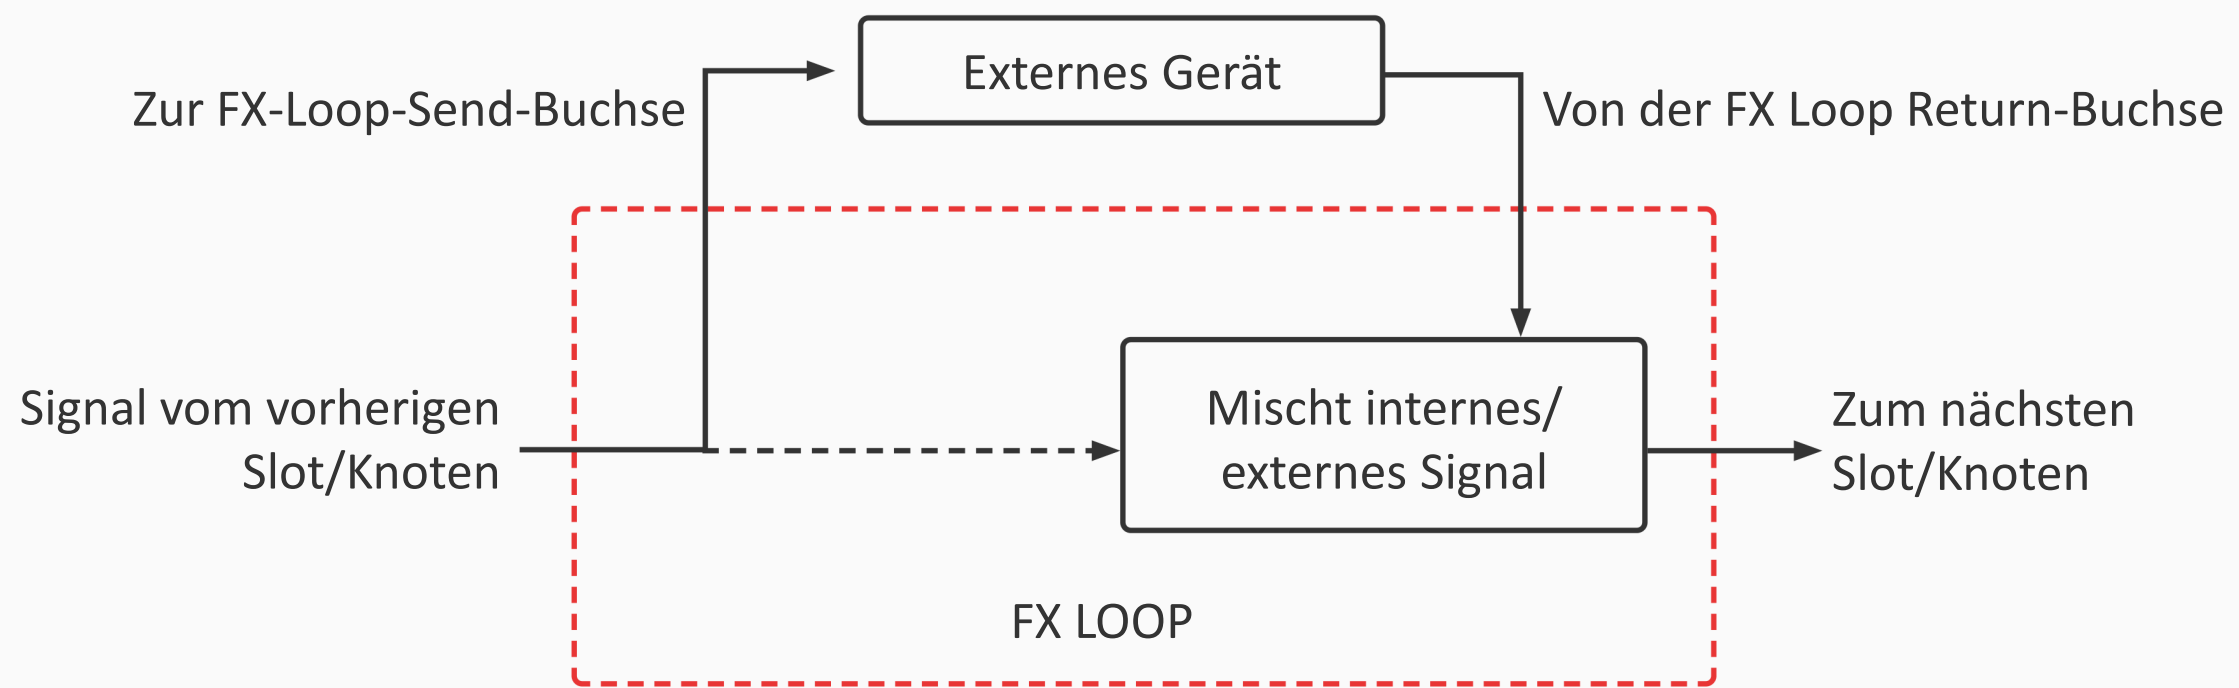 Externes Gerät
Zur FX-Loop-Send-Buchse
Von der FX Loop Return-Buchse
Signal vom vorherigen
Slot/Knoten
Mischt internes/
externes Signal
Zum nächsten
Slot/Knoten
FX LOOP